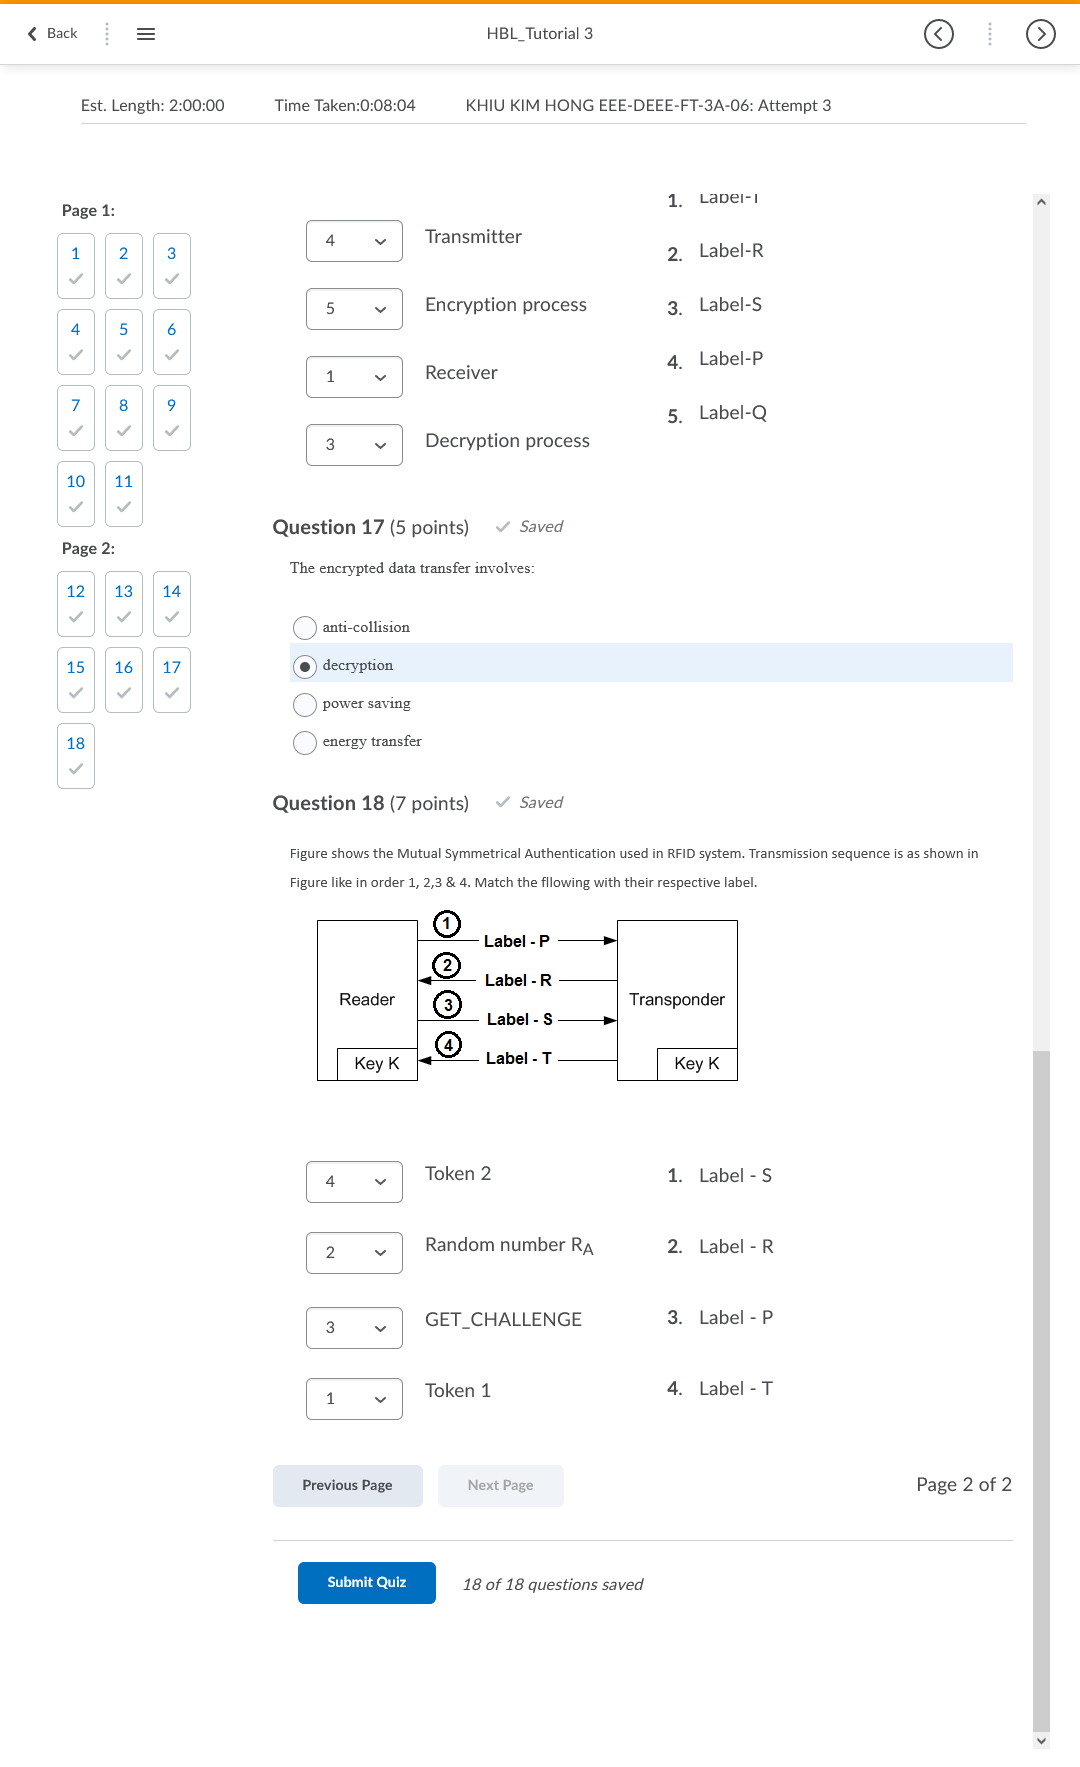 Back
HBL_Tutorial 3
Est. Length: 2:00:00 Time Taken:0:08:04 KHIU KIM HONG EEE-DEEE-FT-3A-06: Attempt 3
Page 1:
1 2 3
4 5 6
7 8 9
10 11
Page 2:
12 13 14
15 16 17
18
4 Transmitter
5 Encryption process
1 Receiver
3 Decryption process
1. Label-T
2. Label-R
3. Label-S
4. Label-P
5. Label-Q
Question 17 (5 points) Saved
The encrypted data transfer involves:
anti-collision
decryption
power saving
energy transfer
Question 18 (7 points) Saved
Figure shows the Mutual Symmetrical Authentication used in RFID system. Transmission sequence is as shown in
Figure like in order 1, 2,3 & 4. Match the fllowing with their respective label.
1
Label - P
2
Label - R
Reader
Transponder
3
Label - S
4
Label - T
Key K
Key K
4 Token 2
2 Random number RA
3 GET_CHALLENGE
1 Token 1
1. Label - S
2. Label - R
3. Label - P
4. Label - T
Previous Page Next Page Page 2 of 2
Submit Quiz 18 of 18 questions saved